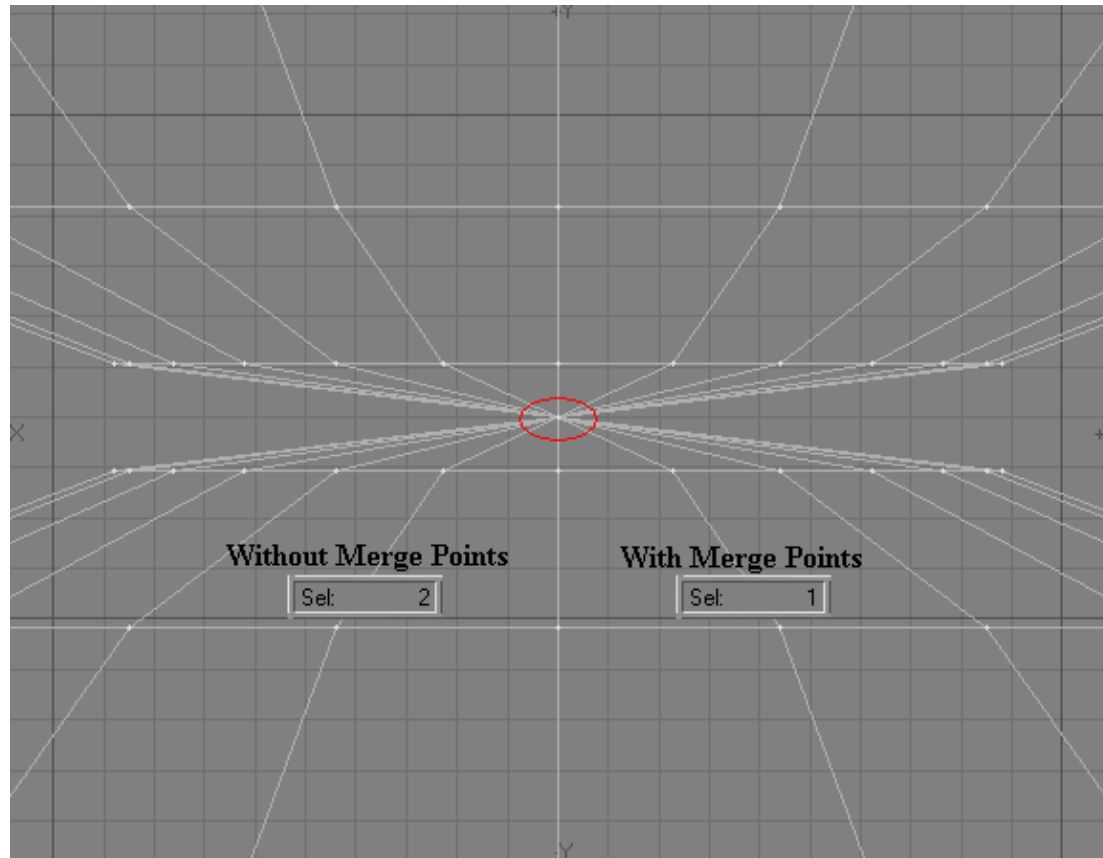 +Y
X
+
Without Merge Points
With Merge Points
Sel: 2
Sel: 1
-Y